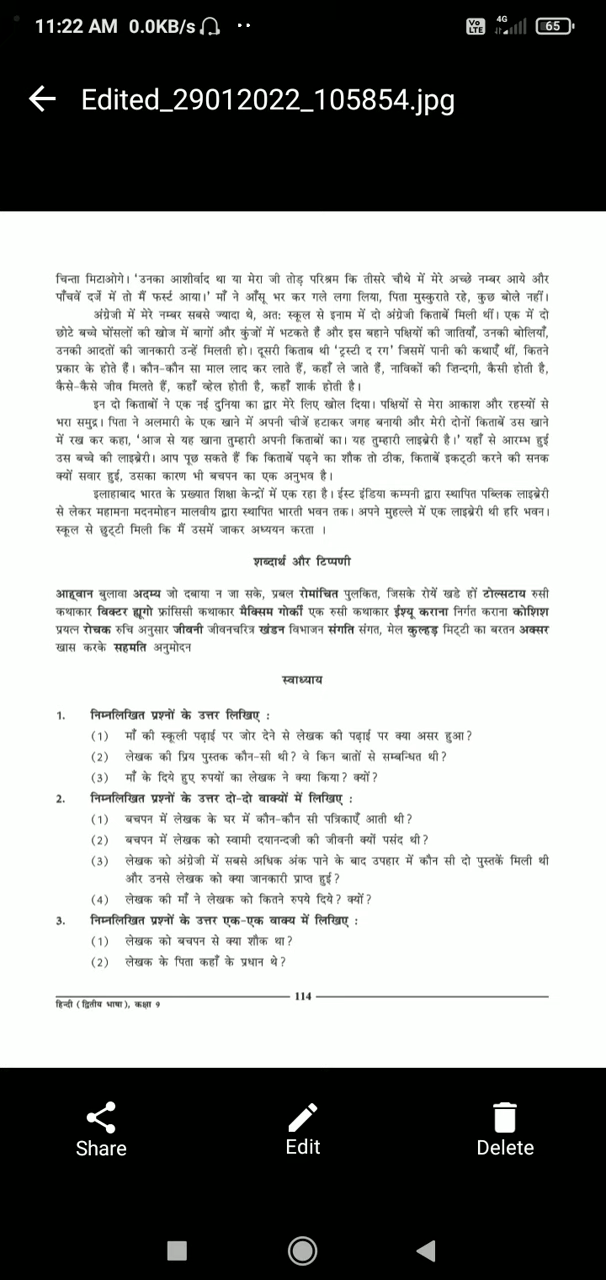 11:22 AM 0.0KB/s
Vo LTE 4G 65
Edited_29012022_105854.jpg
चिन्ता मिटाओगे। 'उनका आशीर्वाद था या मेरा जी तोड़ परिश्रम कि तीसरे चौथे में मेरे अच्छे नम्बर आये और
पाँचवें दर्जे में तो मैं फर्स्ट आया।' माँ ने आँसू भर कर गले लगा लिया, पिता मुस्कुराते रहे, कुछ बोले नहीं।
अंग्रेजी में मेरे नम्बर सबसे ज्यादा थे, अतः स्कूल से इनाम में दो अंग्रेजी किताबें मिली थीं। एक में दो
छोटे बच्चे घोंसलों की खोज में बागों और कुंजों में भटकते हैं और इस बहाने पक्षियों की जातियाँ, उनकी बोलियाँ,
उनकी आदतों की जानकारी उन्हें मिलती हो। दूसरी किताब थी 'ट्रस्टी द रग' जिसमें पानी की कथाएँ थीं, कितने
प्रकार के होते हैं। कौन-कौन सा माल लाद कर लाते हैं, कहाँ ले जाते हैं, नाविकों की ज़िन्दगी, कैसी होती है,
कैसे-कैसे जीव मिलते हैं, कहाँ व्हेल होती है, कहाँ शार्क होती है।
इन दो किताबों ने एक नई दुनिया का द्वार मेरे लिए खोल दिया। पक्षियों से मेरा आकाश और रहस्यों से
भरा समुद्र। पिता ने अलमारी के एक खाने में अपनी चीजें हटाकर जगह बनायी और मेरी दोनों किताबें उस खाने
में रख कर कहा, 'आज से यह खाना तुम्हारी अपनी किताबों का। यह तुम्हारी लाइब्रेरी है।' यहाँ से आरम्भ हुई
उस बच्चे की लाइब्रेरी। आप पूछ सकते हैं कि किताबें पढ़ने का शौक तो ठीक, किताबें इकट्ठी करने की सनक
क्यों सवार हुई, उसका कारण भी बचपन का एक अनुभव है।
इलाहाबाद भारत के प्रख्यात शिक्षा केन्द्रों में एक रहा है। ईस्ट इंडिया कम्पनी द्वारा स्थापित पब्लिक लाइब्रेरी
से लेकर महामना मदनमोहन मालवीय द्वारा स्थापित भारती भवन तक। अपने मुहल्ले में एक लाइब्रेरी थी हरि भवन।
स्कूल से छुट्टी मिली कि मैं उसमें जाकर अध्ययन करता ।
शब्दार्थ और टिप्पणी
आह्वान बुलावा अदम्य जो दबाया न जा सके, प्रबल रोमांचित पुलकित, जिसके रोयें खडे हों टोल्सटाय रुसी
कथाकार विक्टर ह्यूगो फ्रांसिसी कथाकार मैक्सिम गोर्की एक रुसी कथाकार ईश्यू कराना निर्गत कराना कोशिश
प्रयत्न रोचक रुचि अनुसार जीवनी जीवनचरित्र खंडन विभाजन संगति संगत, मेल कुल्हड़ मिट्टी का बरतन अक्सर
खास करके सहमति अनुमोदन
स्वाध्याय
1. निम्नलिखित प्रश्नों के उत्तर लिखिए :
(1) माँ की स्कूली पढ़ाई पर जोर देने से लेखक की पढ़ाई पर क्या असर हुआ?
(2) लेखक की प्रिय पुस्तक कौन-सी थी? वे किन बातों से सम्बन्धित थी?
(3) माँ के दिये हुए रुपयों का लेखक ने क्या किया? क्यों?
2. निम्नलिखित प्रश्नों के उत्तर दो-दो वाक्यों में लिखिए :
(1) बचपन में लेखक के घर में कौन-कौन सी पत्रिकाएँ आती थी?
(2) बचपन में लेखक को स्वामी दयानन्दजी की जीवनी क्यों पसंद थी?
(3) लेखक को अंग्रेजी में सबसे अधिक अंक पाने के बाद उपहार में कौन सी दो पुस्तकें मिली थी
और उनसे लेखक को क्या जानकारी प्राप्त हुई?
(4) लेखक की माँ ने लेखक को कितने रुपये दिये? क्यों?
3. निम्नलिखित प्रश्नों के उत्तर एक-एक वाक्य में लिखिए :
(1) लेखक को बचपन से क्या शौक था?
(2) लेखक के पिता कहाँ के प्रधान थे?
114
हिन्दी (द्वितीय भाषा), कक्षा 9
Share Edit Delete